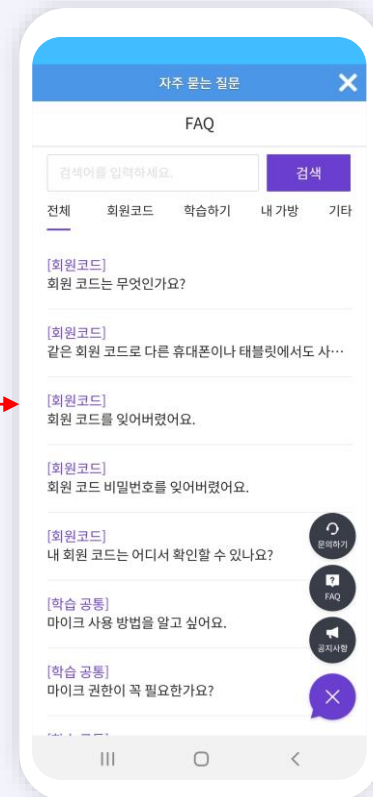 자주 묻는 질문
FAQ
검색어를 입력하세요.
검색
전체 회원코드 학습하기 내 가방 기타
[회원코드]
회원 코드는 무엇인가요?
[회원코드]
같은 회원 코드로 다른 휴대폰이나 태블릿에서도 사…
[회원코드]
회원 코드를 잊어버렸어요.
[회원코드]
회원 코드 비밀번호를 잊어버렸어요.
[회원코드]
내 회원 코드는 어디서 확인할 수 있나요?
문의하기
[학습 공통]
마이크 사용 방법을 알고 싶어요.
FAQ
공지사항
[학습 공통]
마이크 권한이 꼭 필요한가요?